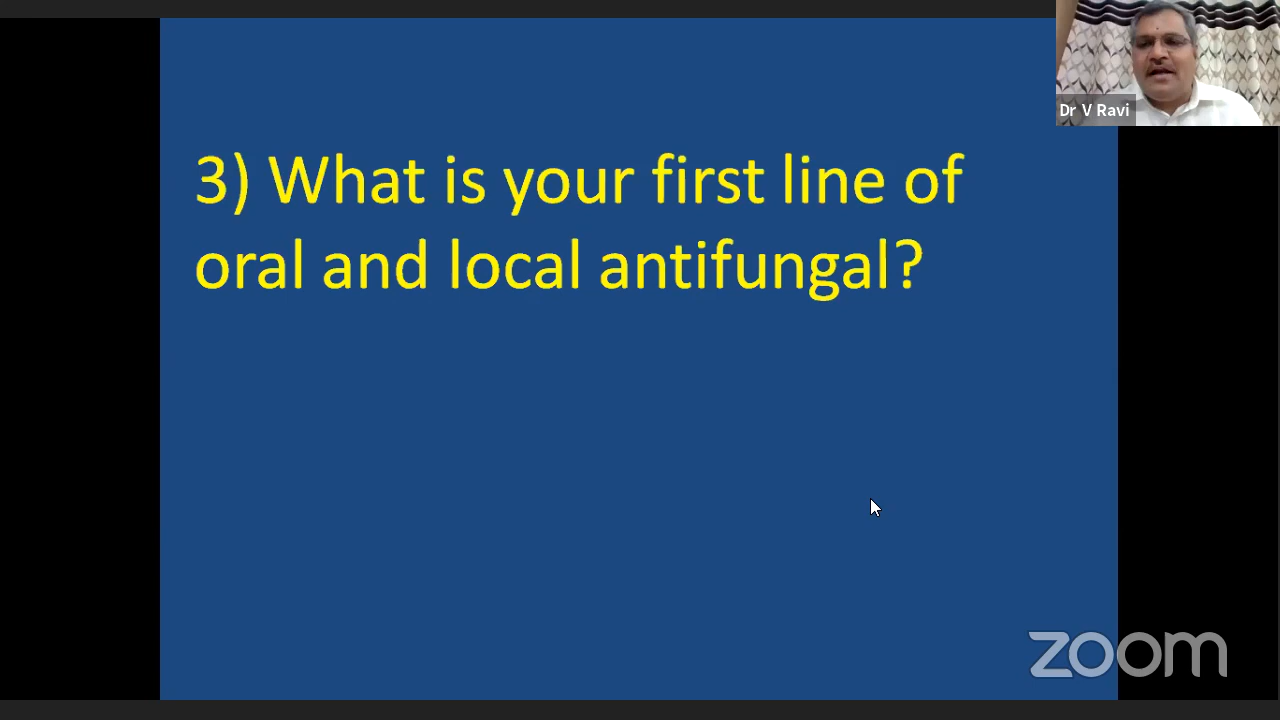 Dr V Ravi
3) What is your first line of
oral and local antifungal?
zoom